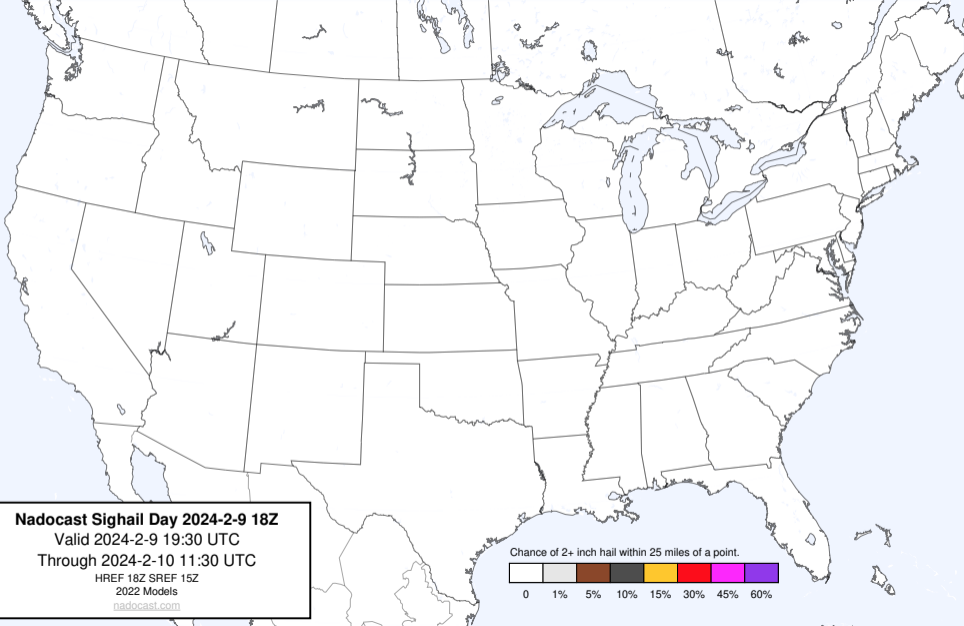 Nadocast Sighail Day 2024-2-9 18Z
Valid 2024-2-9 19:30 UTC
Through 2024-2-10 11:30 UTC
HREF 18Z SREF 15Z
2022 Models
nadocast.com
Chance of 2+ inch hail within 25 miles of a point.
0 1% 5% 10% 15% 30% 45% 60%